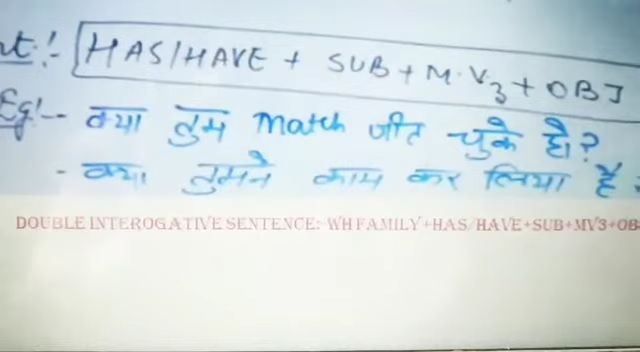 nt:- HAS/HAVE + SUB + M.V3 + OBJ
Eg:- क्या तुम match जीत चुके हो?
- क्या तुमने काम कर लिया है
DOUBLE INTEROGATIVE SENTENCE:-WH FAMILY+HAS/HAVE+SUB+MV3+OB